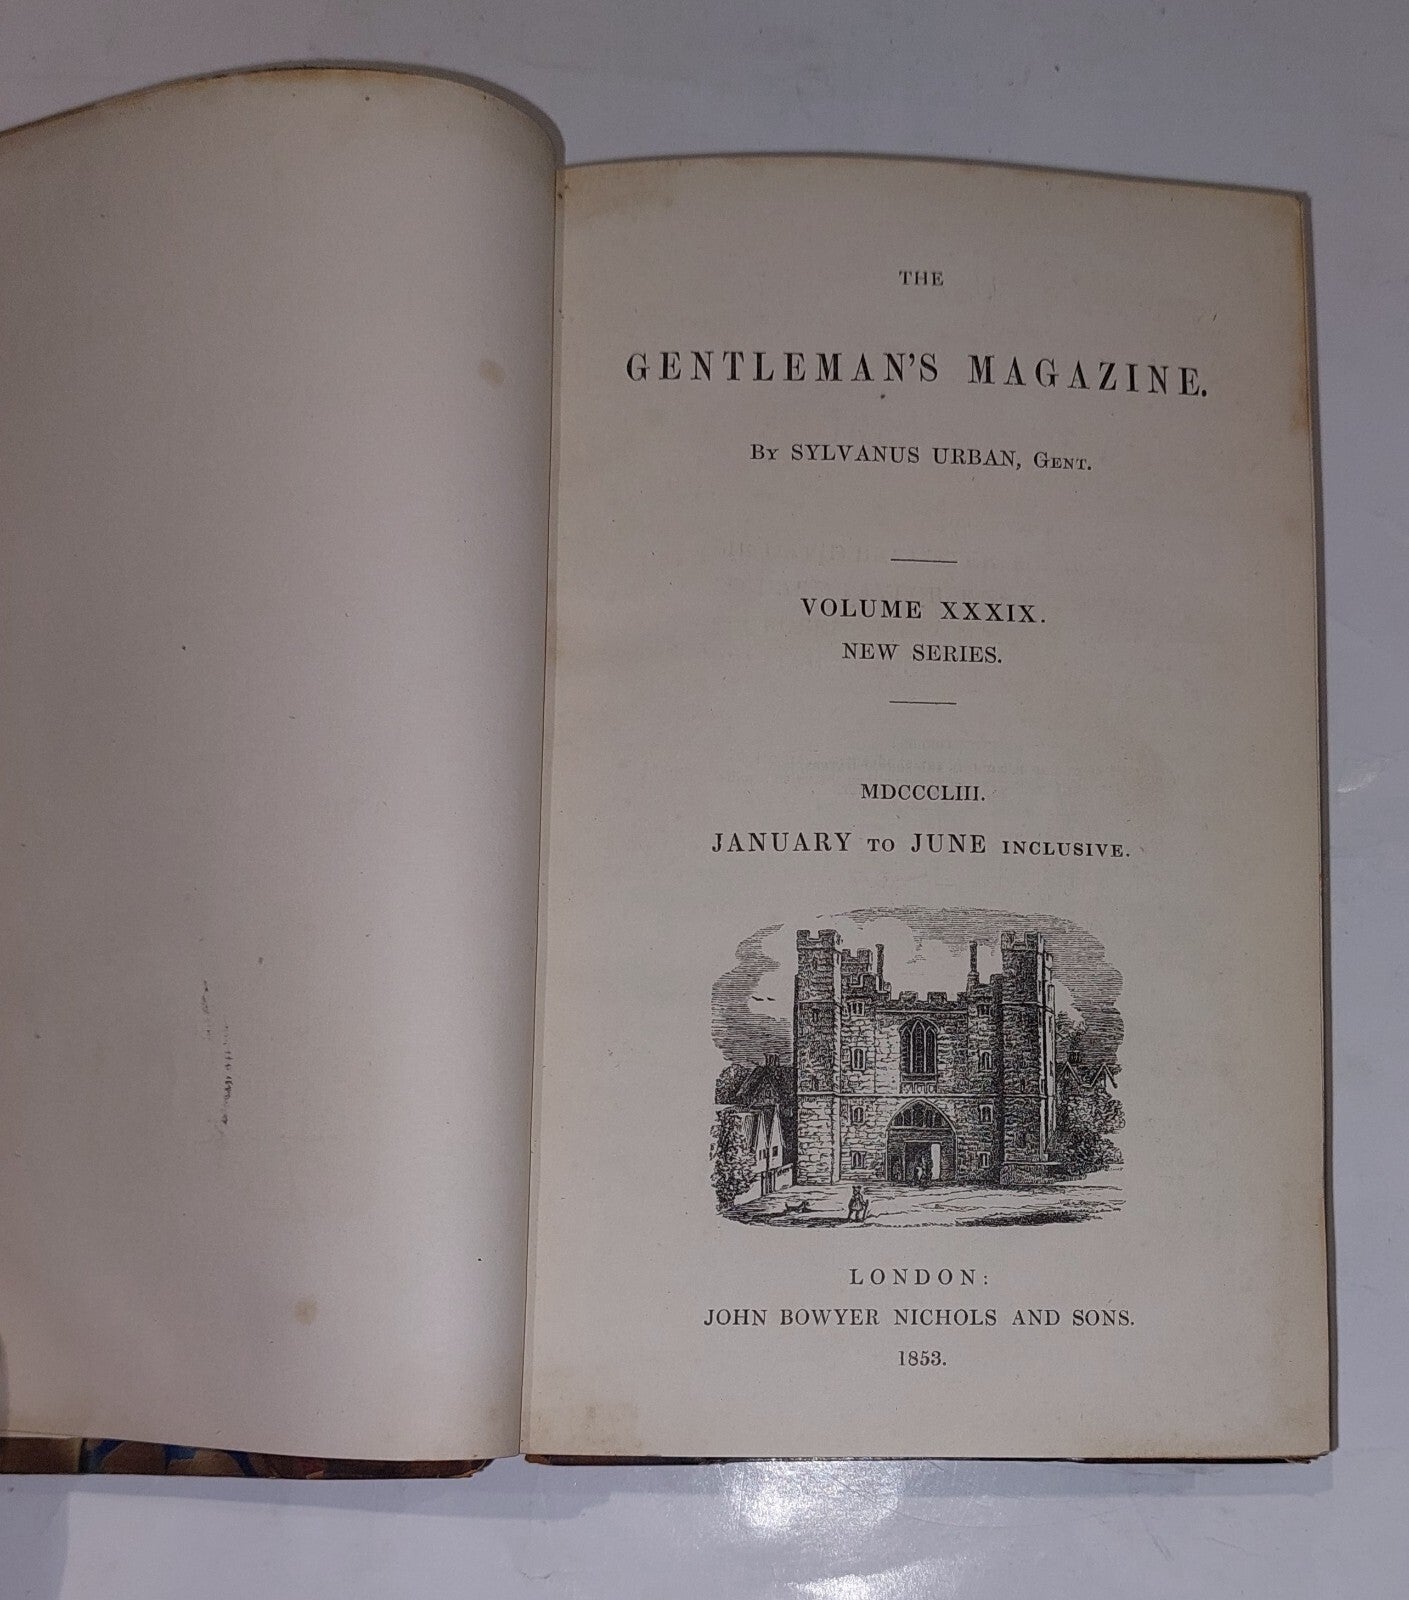 THE
GENTLEMAN'S MAGAZINE.
BY SYLVANUS URBAN, GENT.
VOLUME XXXIX.
NEW SERIES.
MDCCCLIII.
JANUARY TO JUNE INCLUSIVE.
LONDON:
JOHN BOWYER NICHOLS AND SONS.
1853.